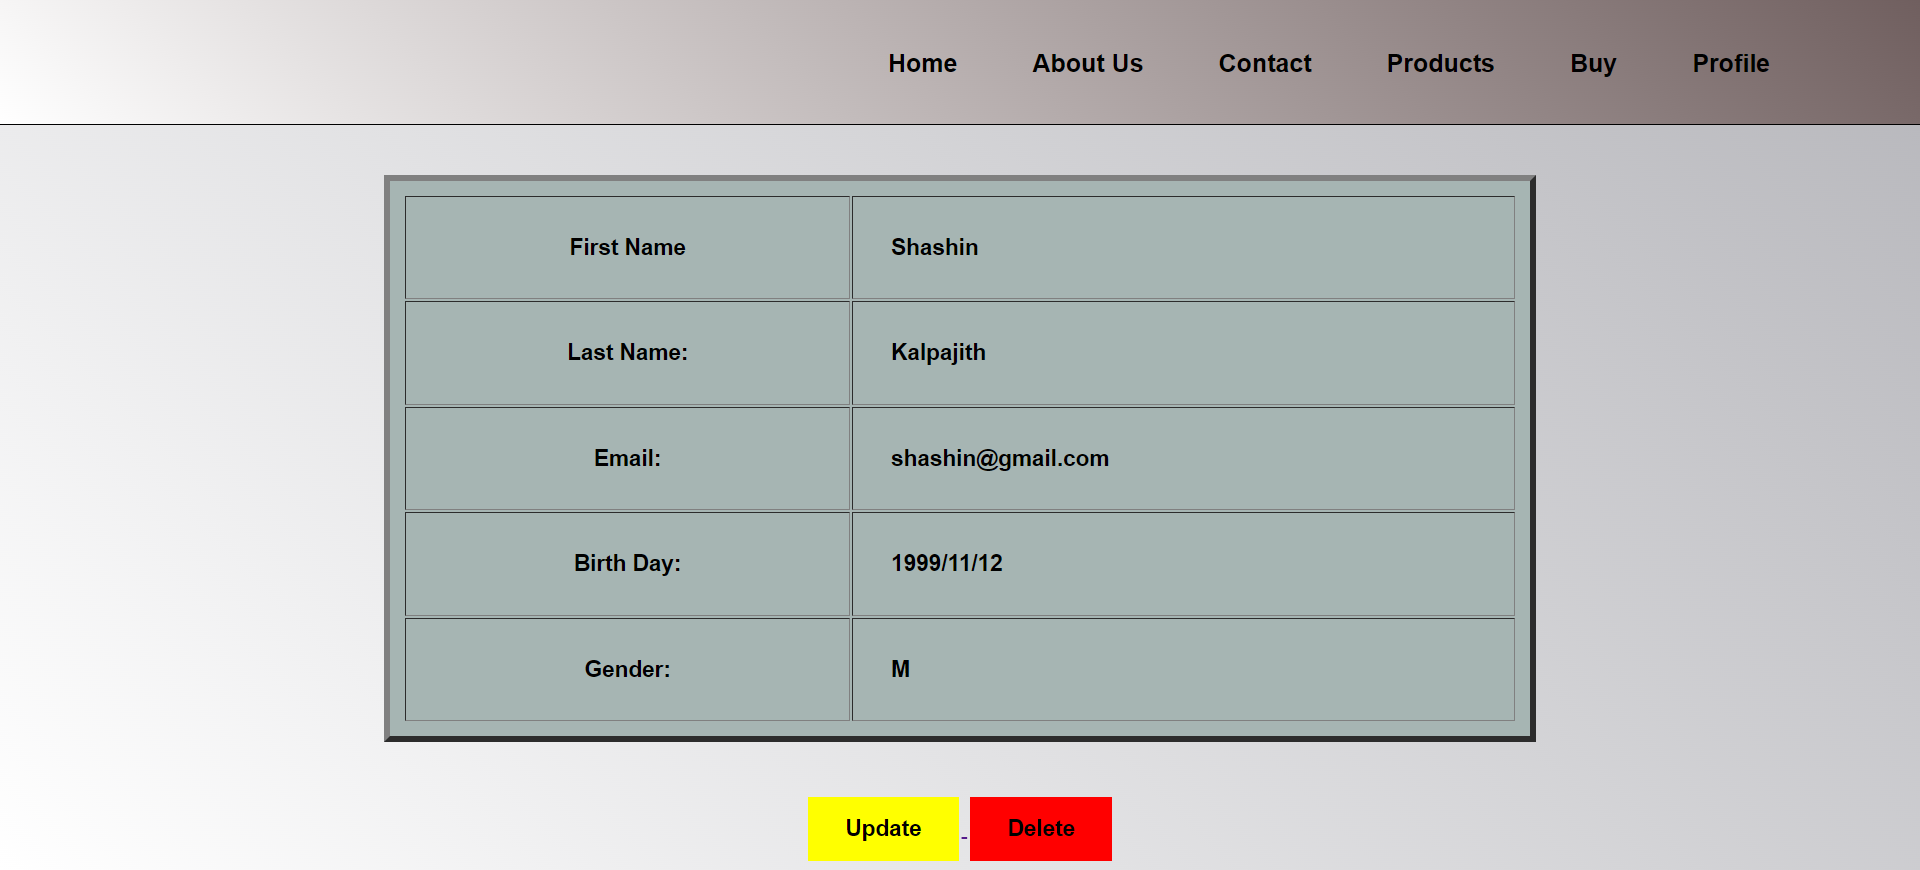 Home About Us Contact Products Buy Profile
First Name Shashin
Last Name: Kalpajith
Email: shashin@gmail.com
Birth Day: 1999/11/12
Gender: M
Update Delete